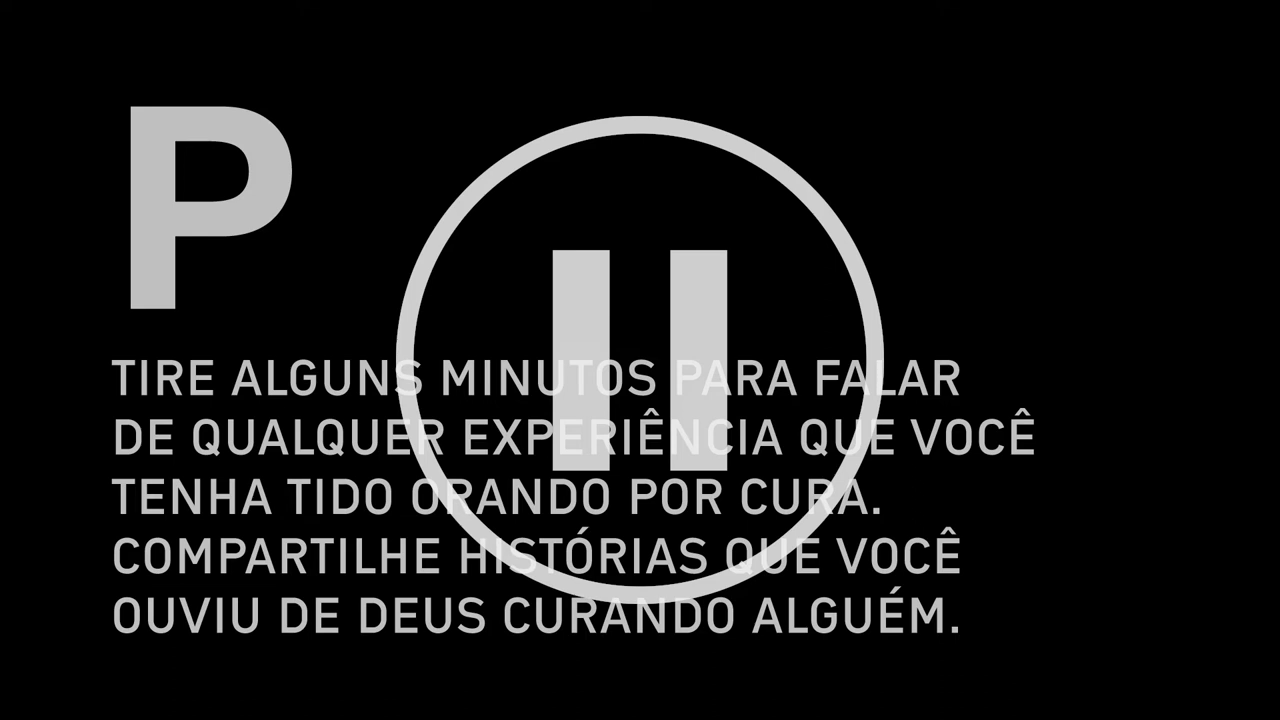 P
TIRE ALGUNS MINUTOS PARA FALAR
DE QUALQUER EXPERIÊNCIA QUE VOCÊ
TENHA TIDO ORANDO POR CURA.
COMPARTILHE HISTÓRIAS QUE VOCÊ
OUVIU DE DEUS CURANDO ALGUÉM.